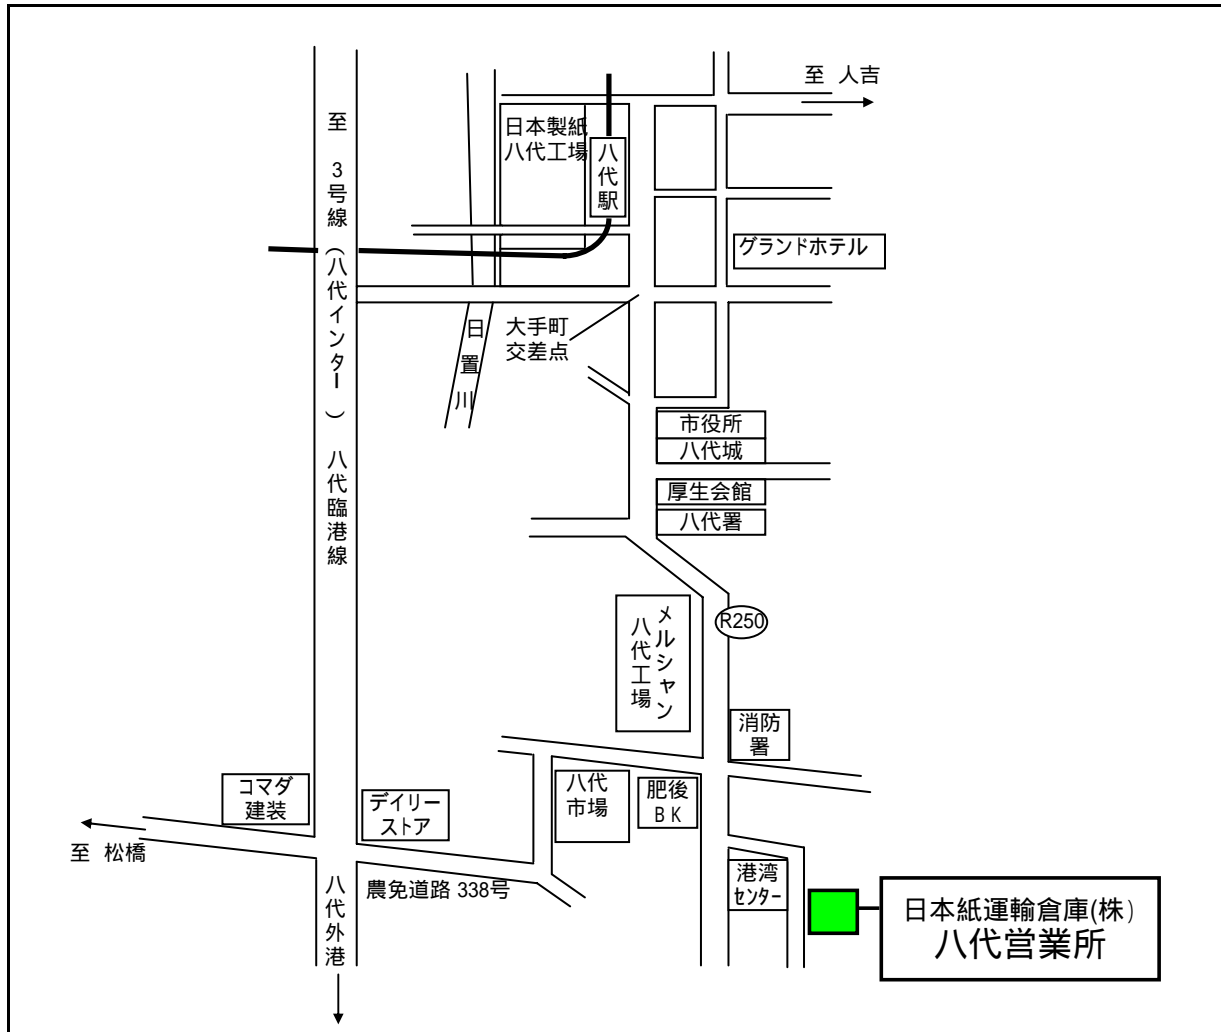 至 人吉
日本製紙
八代工場
八代駅
至 3号線(八代インター) 八代臨港線
グランドホテル
日置川
大手町
交差点
市役所
八代城
厚生会館
八代署
R250
メルシャン
八代工場
消防
署
コマダ
建装
デイリー
ストア
八代
市場
肥後
BK
至 松橋
農免道路 338号
港湾
センター
八代外港
日本紙運輸倉庫(株)
八代営業所